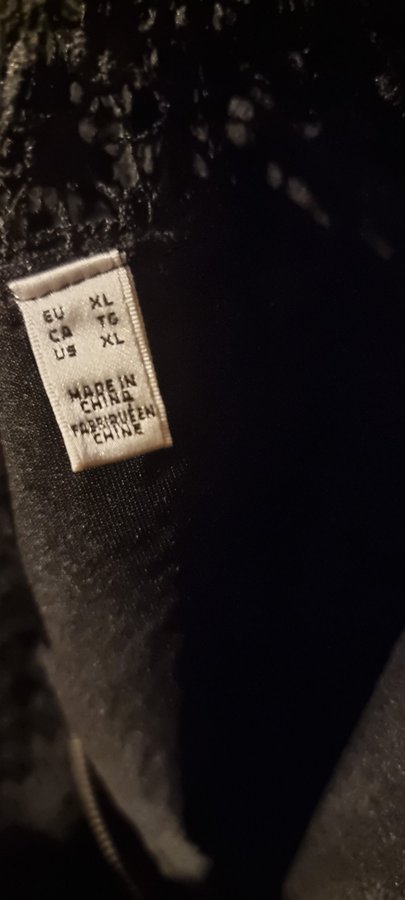 EU XL
CA TG
US XL
MADE IN
CHINA
FABRIQUÉ EN
CHINE